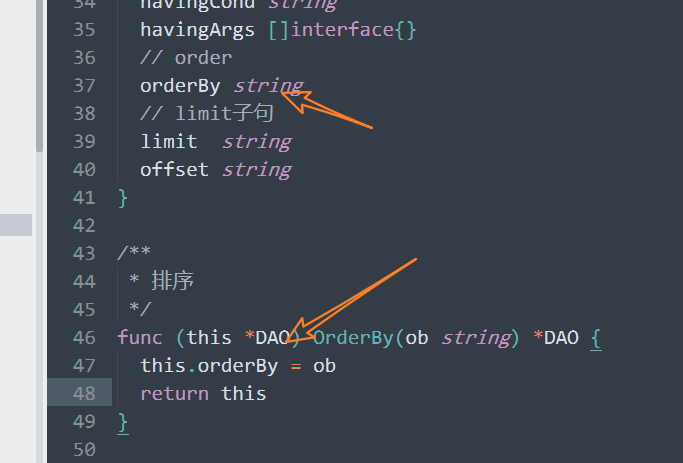 34 havingCond string
35 havingArgs []interface{}
36 // order
37 orderBy string
38 // limit子句
39 limit  string
40 offset string
41 }
42
43 /**
44 * 排序
45 */
46 func (this *DAO) OrderBy(ob string) *DAO {
47 this.orderBy = ob
48 return this
49 }
50